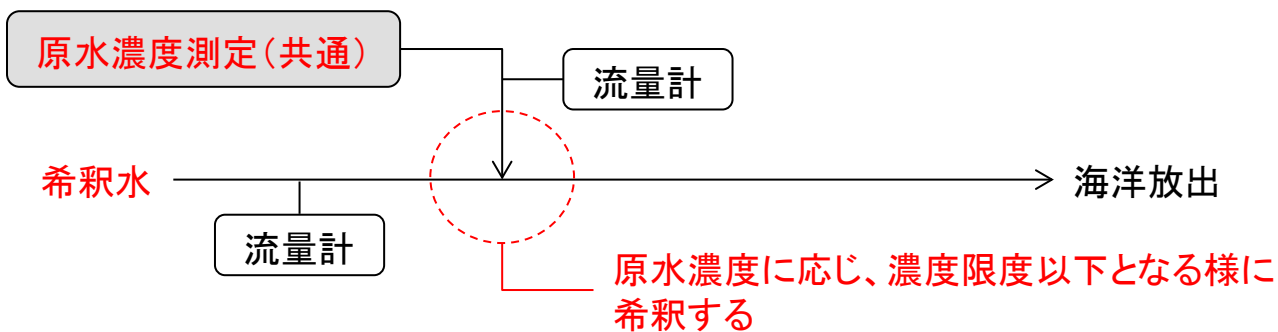 原水濃度測定（共通）
流量計
希釈水
海洋放出
流量計
原水濃度に応じ、濃度限度以下となる様に
希釈する